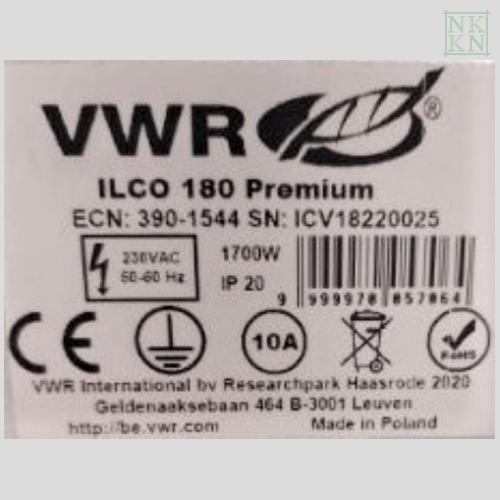 NK
KN
VWR®
ILCO 180 Premium
ECN: 390-1544 SN: ICV18220025
230VAC
50-60 Hz
1700W
IP 20
9 999970 057064
CE
10A
RoHS
VWR International bv Researchpark Haasrode 2020
Geldenaaksebaan 464 B-3001 Leuven
http://be.vwr.com
Made in Poland